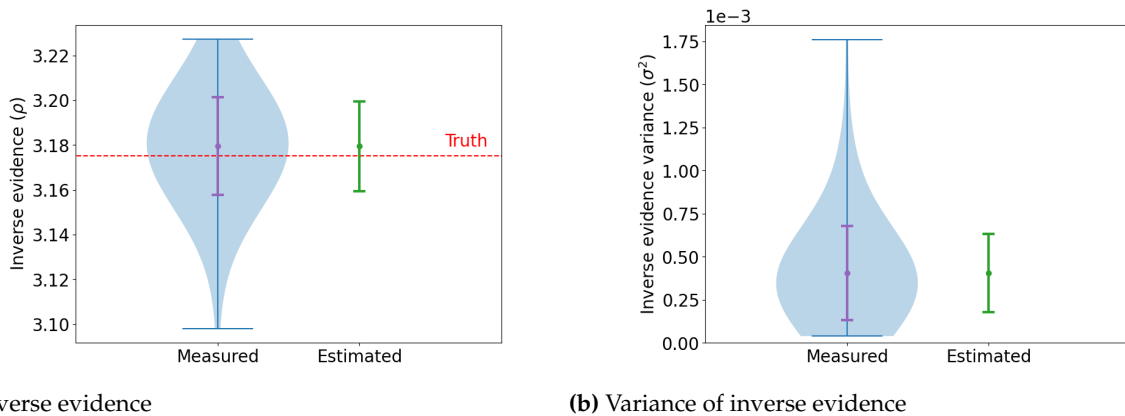 Inverse evidence (ρ)
3.22
3.20
3.18
3.16
3.14
3.12
3.10
Truth
Measured
Estimated
1e−3
Inverse evidence variance (σ²)
1.75
1.50
1.25
1.00
0.75
0.50
0.25
0.00
Measured
Estimated
verse evidence
(b) Variance of inverse evidence